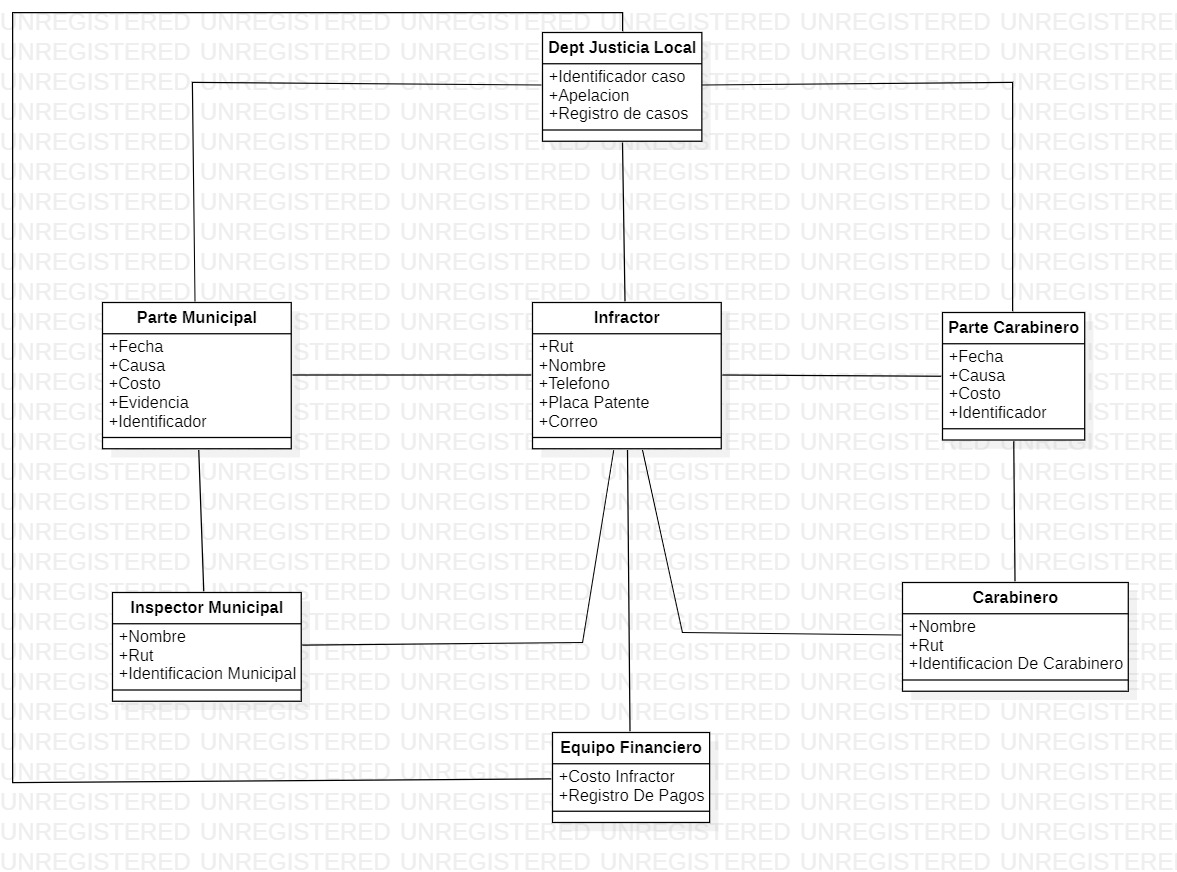 Dept Justicia Local
+Identificador caso
+Apelacion
+Registro de casos
Parte Municipal
+Fecha
+Causa
+Costo
+Evidencia
+Identificador
Infractor
+Rut
+Nombre
+Telefono
+Placa Patente
+Correo
Parte Carabinero
+Fecha
+Causa
+Costo
+Identificador
Inspector Municipal
+Nombre
+Rut
+Identificacion Municipal
Carabinero
+Nombre
+Rut
+Identificacion De Carabinero
Equipo Financiero
+Costo Infractor
+Registro De Pagos
UNREGISTERED